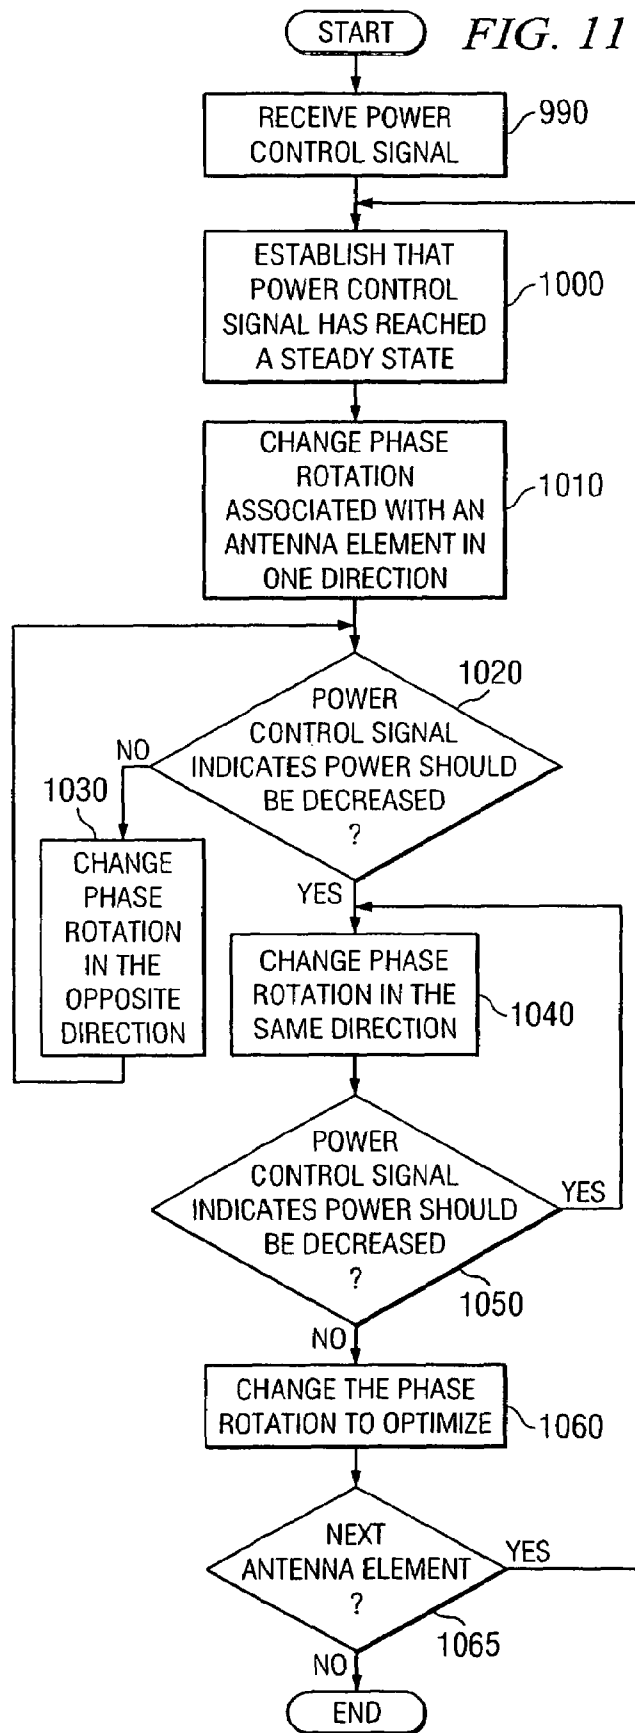 START
FIG. 11
RECEIVE POWER
CONTROL SIGNAL
990
ESTABLISH THAT
POWER CONTROL
SIGNAL HAS REACHED
A STEADY STATE
1000
CHANGE PHASE
ROTATION
ASSOCIATED WITH AN
ANTENNA ELEMENT IN
ONE DIRECTION
1010
POWER
CONTROL SIGNAL
INDICATES POWER SHOULD
BE DECREASED
?
1020
NO
1030
CHANGE
PHASE
ROTATION
IN THE
OPPOSITE
DIRECTION
YES
CHANGE PHASE
ROTATION IN THE
SAME DIRECTION
1040
POWER
CONTROL SIGNAL
INDICATES POWER SHOULD
BE DECREASED
?
YES
1050
NO
CHANGE THE PHASE
ROTATION TO OPTIMIZE
1060
NEXT
ANTENNA ELEMENT
?
YES
1065
NO
END